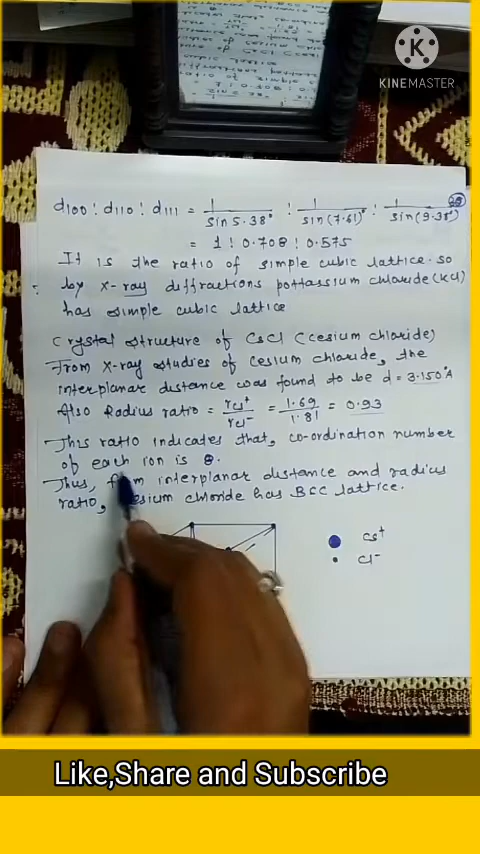 KINEMASTER
29
d100 : d110 : d111 = 1/sin 5.38° : 1/sin(7.61)° : 1/sin(9.38°)
= 1 : 0.708 : 0.575
It is the ratio of simple cubic lattice. so
by x-ray diffractions pottassium chloride (KCl)
has simple cubic lattice
Crystal structure of CsCl (cesium chloride)
From x-ray studies of cesium chloride, the
interplanar distance was found to be d = 3.150°A
Also Radius ratio = rCs+/rCl- = 1.69/1.81 = 0.93
This ratio indicates that, co-ordination number
of each ion is 8.
Thus, from interplanar distance and radius
ratio, cesium chloride has BCC lattice.
Cs+
Cl-
Like,Share and Subscribe